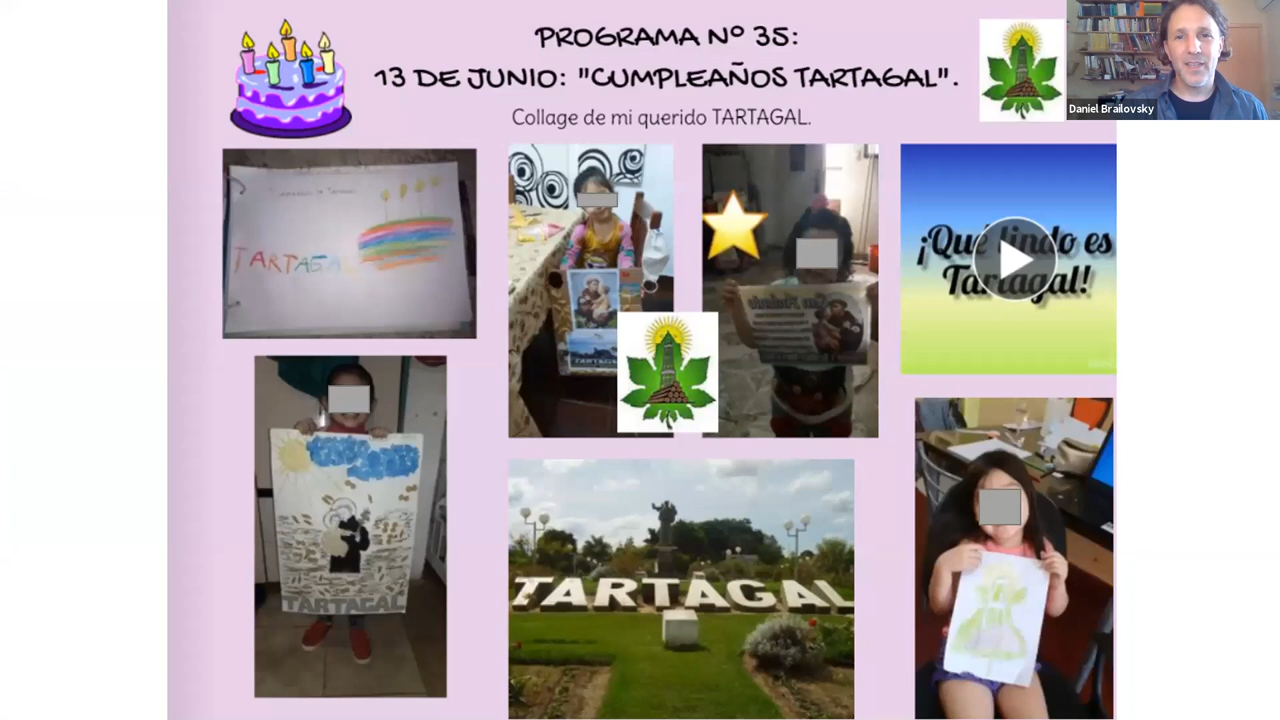 PROGRAMA Nº 35:
13 DE JUNIO: "CUMPLEAÑOS TARTAGAL".
Collage de mi querido TARTAGAL.
Daniel Brailovsky
TARTAGAL
¡Qué lindo es
Tartagal!
TARTAGAL
TARTAGAL
TARTAGAL